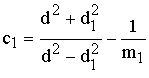 c₁ = (d² + d₁²) / (d² − d₁²) − 1 / m₁